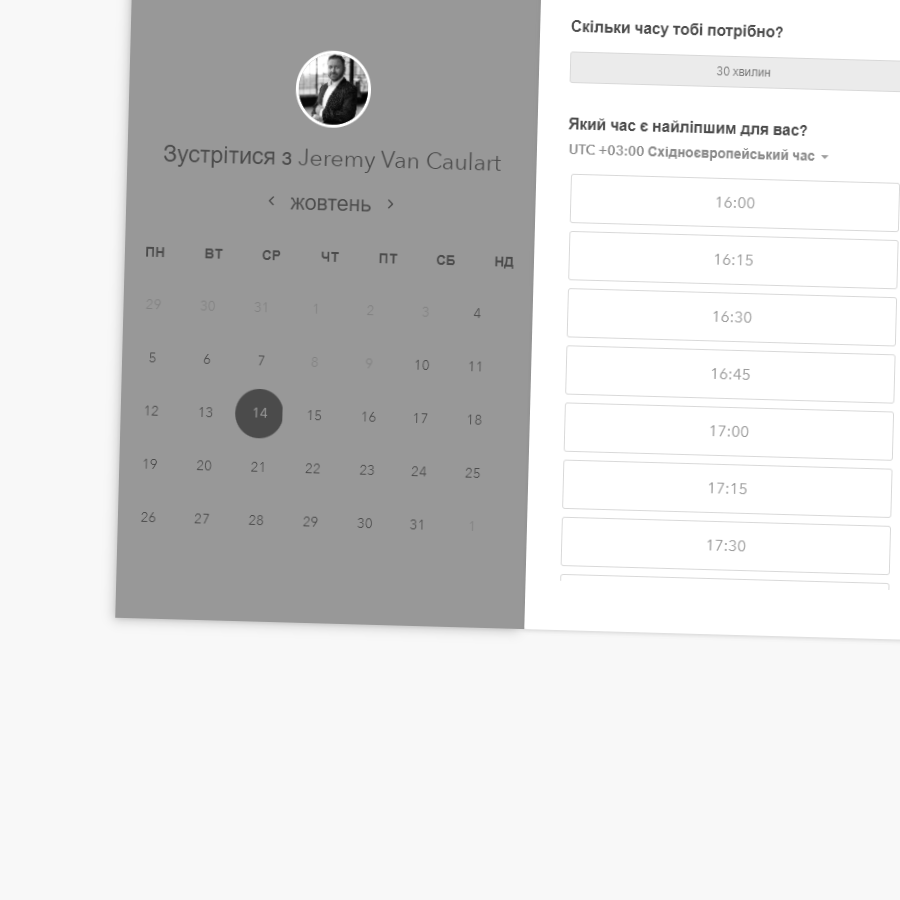 Зустрітися з Jeremy Van Caulart
жовтень
ПН ВТ СР ЧТ ПТ СБ НД
29 30 31 1 2 3 4
5 6 7 8 9 10 11
12 13 14 15 16 17 18
19 20 21 22 23 24 25
26 27 28 29 30 31 1
Скільки часу тобі потрібно?
30 хвилин
Який час є найліпшим для вас?
UTC +03:00 Східноєвропейський час
16:00
16:15
16:30
16:45
17:00
17:15
17:30